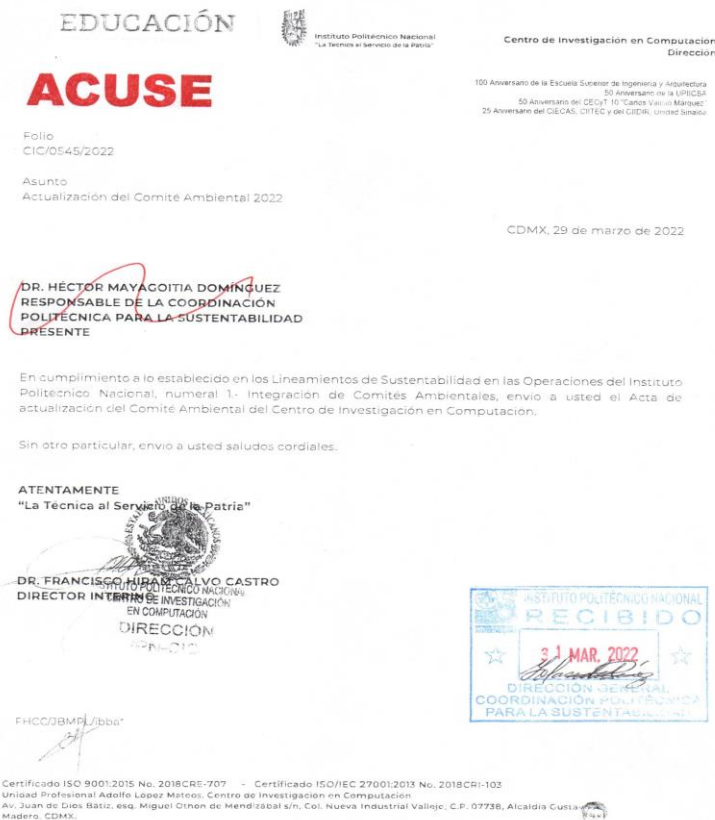 EDUCACIÓN
Instituto Politécnico Nacional
"La Técnica al Servicio de la Patria"
Centro de Investigación en Computación
Dirección
ACUSE
100 Aniversario de la Escuela Superior de Ingeniería y Arquitectura
50 Aniversario de la UPIICSA
50 Aniversario del CECyT 10 "Carlos Vallejo Márquez"
25 Aniversario del CIECAS, CIITEC y del CIIDIR, Unidad Sinaloa
Folio
CIC/0545/2022
Asunto
Actualización del Comité Ambiental 2022
CDMX, 29 de marzo de 2022
DR. HÉCTOR MAYAGOITIA DOMÍNGUEZ
RESPONSABLE DE LA COORDINACIÓN
POLITÉCNICA PARA LA SUSTENTABILIDAD
PRESENTE
En cumplimiento a lo establecido en los Lineamientos de Sustentabilidad en las Operaciones del Instituto
Politécnico Nacional, numeral 1.- Integración de Comités Ambientales, envío a usted el Acta de
actualización del Comité Ambiental del Centro de Investigación en Computación.
Sin otro particular, envío a usted saludos cordiales.
ATENTAMENTE
"La Técnica al Servicio de la Patria"
DR. FRANCISCO HIRAM CALVO CASTRO
DIRECTOR INTERINO
INSTITUTO POLITÉCNICO NACIONAL
CENTRO DE INVESTIGACIÓN
EN COMPUTACIÓN
DIRECCIÓN
INSTITUTO POLITÉCNICO NACIONAL
RECIBIDO
31 MAR. 2022
DIRECCIÓN GENERAL
COORDINACIÓN POLITÉCNICA
PARA LA SUSTENTABILIDAD
Certificado ISO 9001:2015 No. 2018CRE-707 - Certificado ISO/IEC 27001:2013 No. 2018CRI-103
Unidad Profesional Adolfo López Mateos, Centro de Investigación en Computación
Av. Juan de Dios Bátiz, esq. Miguel Othón de Mendizábal s/n, Col. Nueva Industrial Vallejo, C.P. 07738, Alcaldía Gustavo A.
Madero, CDMX.